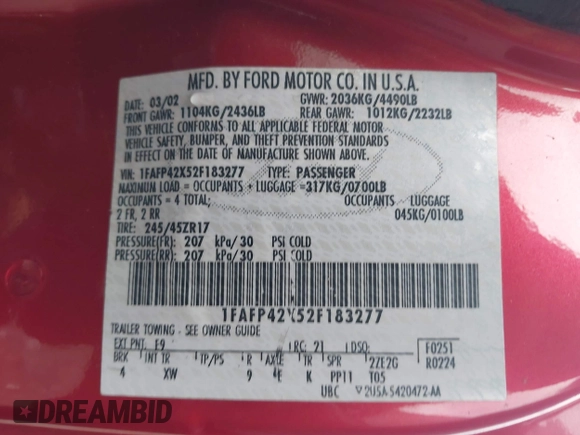 MFD. BY FORD MOTOR CO. IN U.S.A.
DATE: 03/02 GVWR: 2036KG/4490LB
FRONT GAWR: 1104KG/2436LB REAR GAWR: 1012KG/2232LB
THIS VEHICLE CONFORMS TO ALL APPLICABLE FEDERAL MOTOR
VEHICLE SAFETY, BUMPER, AND THEFT PREVENTION STANDARDS
IN EFFECT ON THE DATE OF MANUFACTURE SHOWN ABOVE.
VIN: 1FAFP42X52F183277 TYPE: PASSENGER
MAXIMUM LOAD = OCCUPANTS + LUGGAGE = 317KG/0700LB
OCCUPANTS = 4 TOTAL; OCCUPANTS LUGGAGE
2 FR, 2 RR 045KG/0100LB
TIRE: 245/45ZR17
PRESSURE(FR) 207 kPa/30 PSI COLD
PRESSURE(RR) 207 kPa/30 PSI COLD
1FAFP42X52F183277
TRAILER TOWING - SEE OWNER GUIDE
EXT PNT: E9 RC: 21 DSO: F0251
BRK INT TR TP/PS R AXLE TR SPR 2ZE2G R0224
4 XW 9 K PP11 T05
UBC 2U5A-5420472-AA
DREAMBID